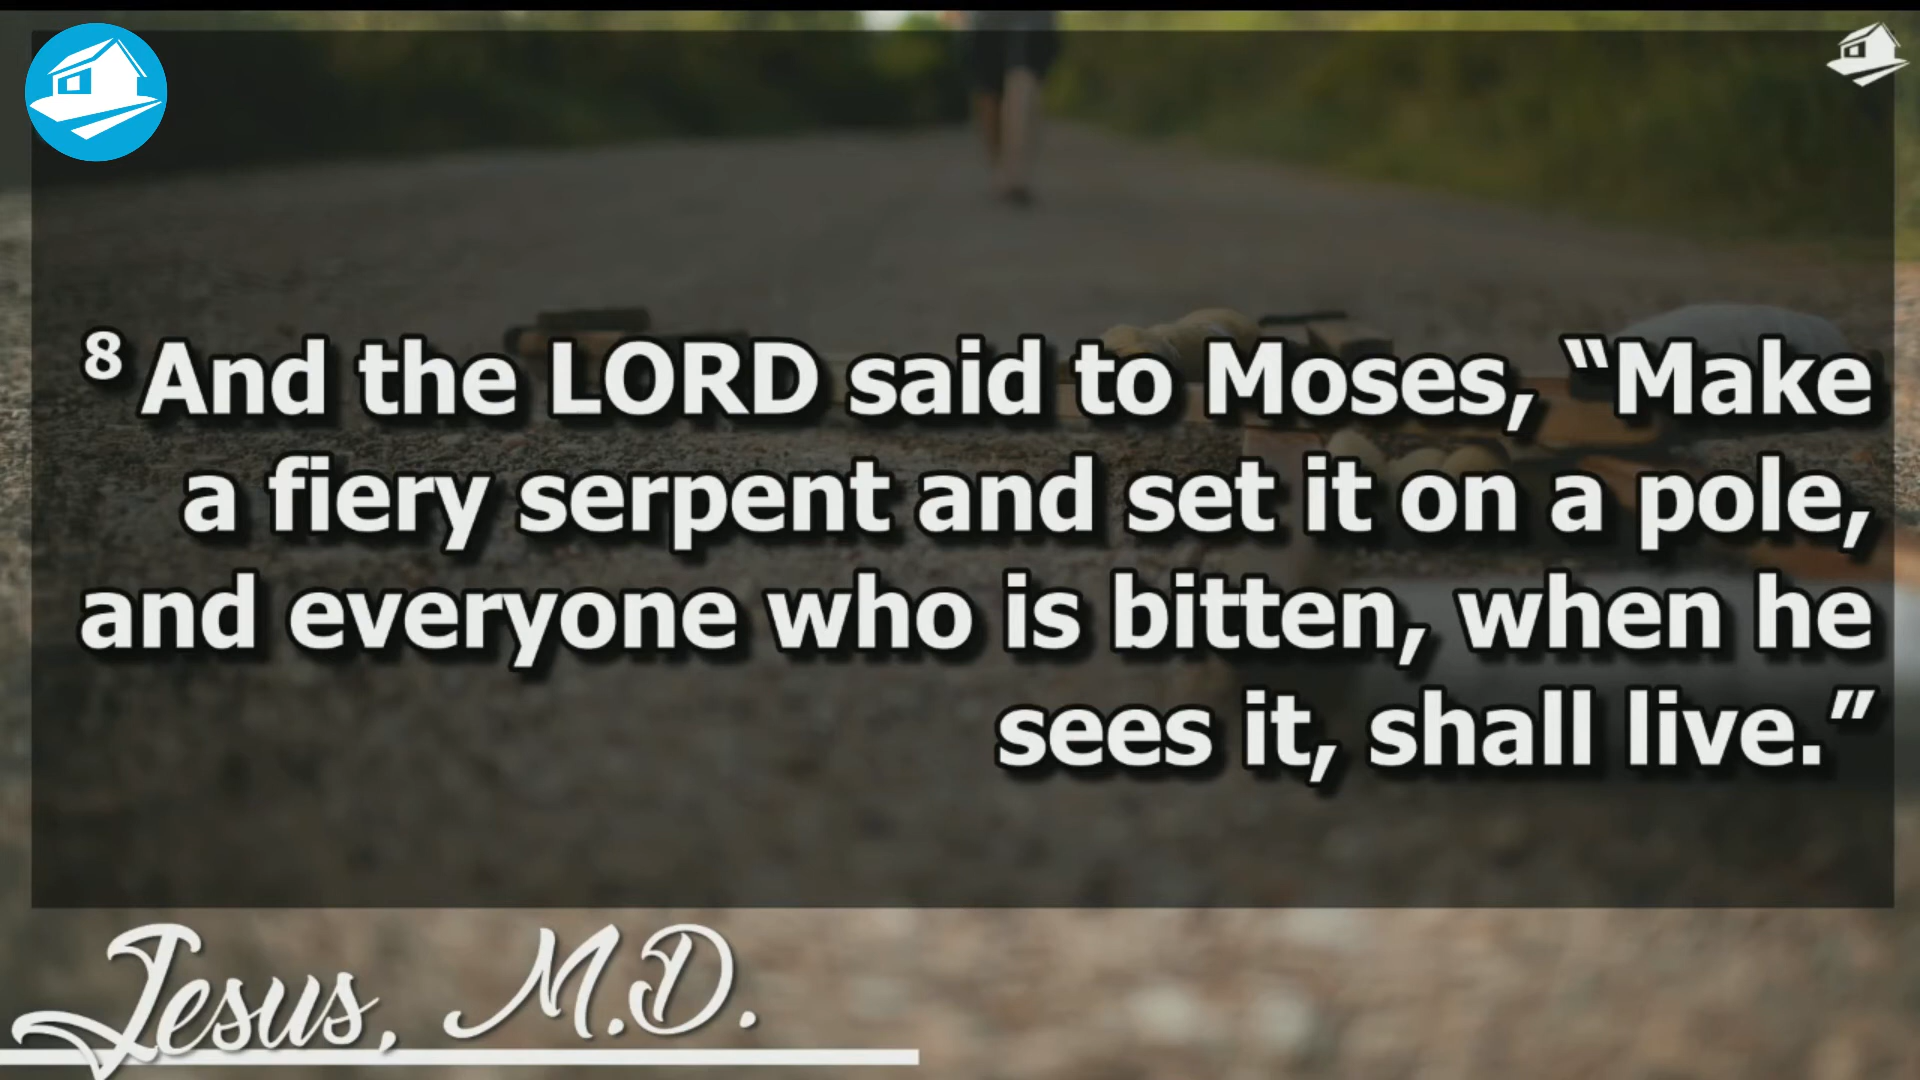 ⁸ And the LORD said to Moses, “Make
a fiery serpent and set it on a pole,
and everyone who is bitten, when he
sees it, shall live.”
Jesus, M.D.